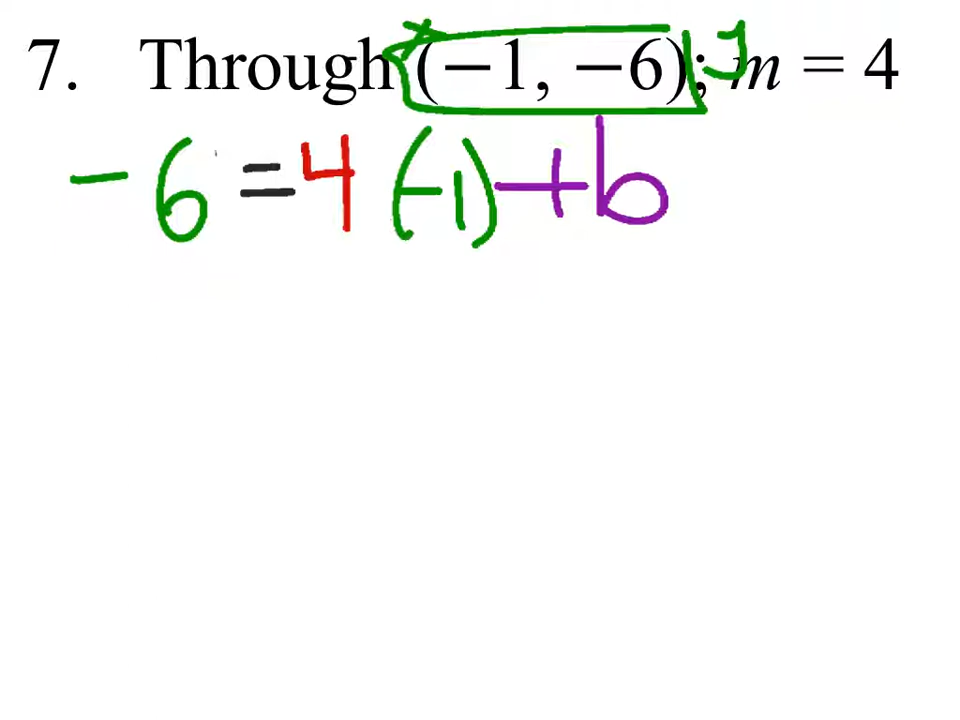 7. Through (−1, −6); m = 4
x y
-6 = 4 (-1) + b